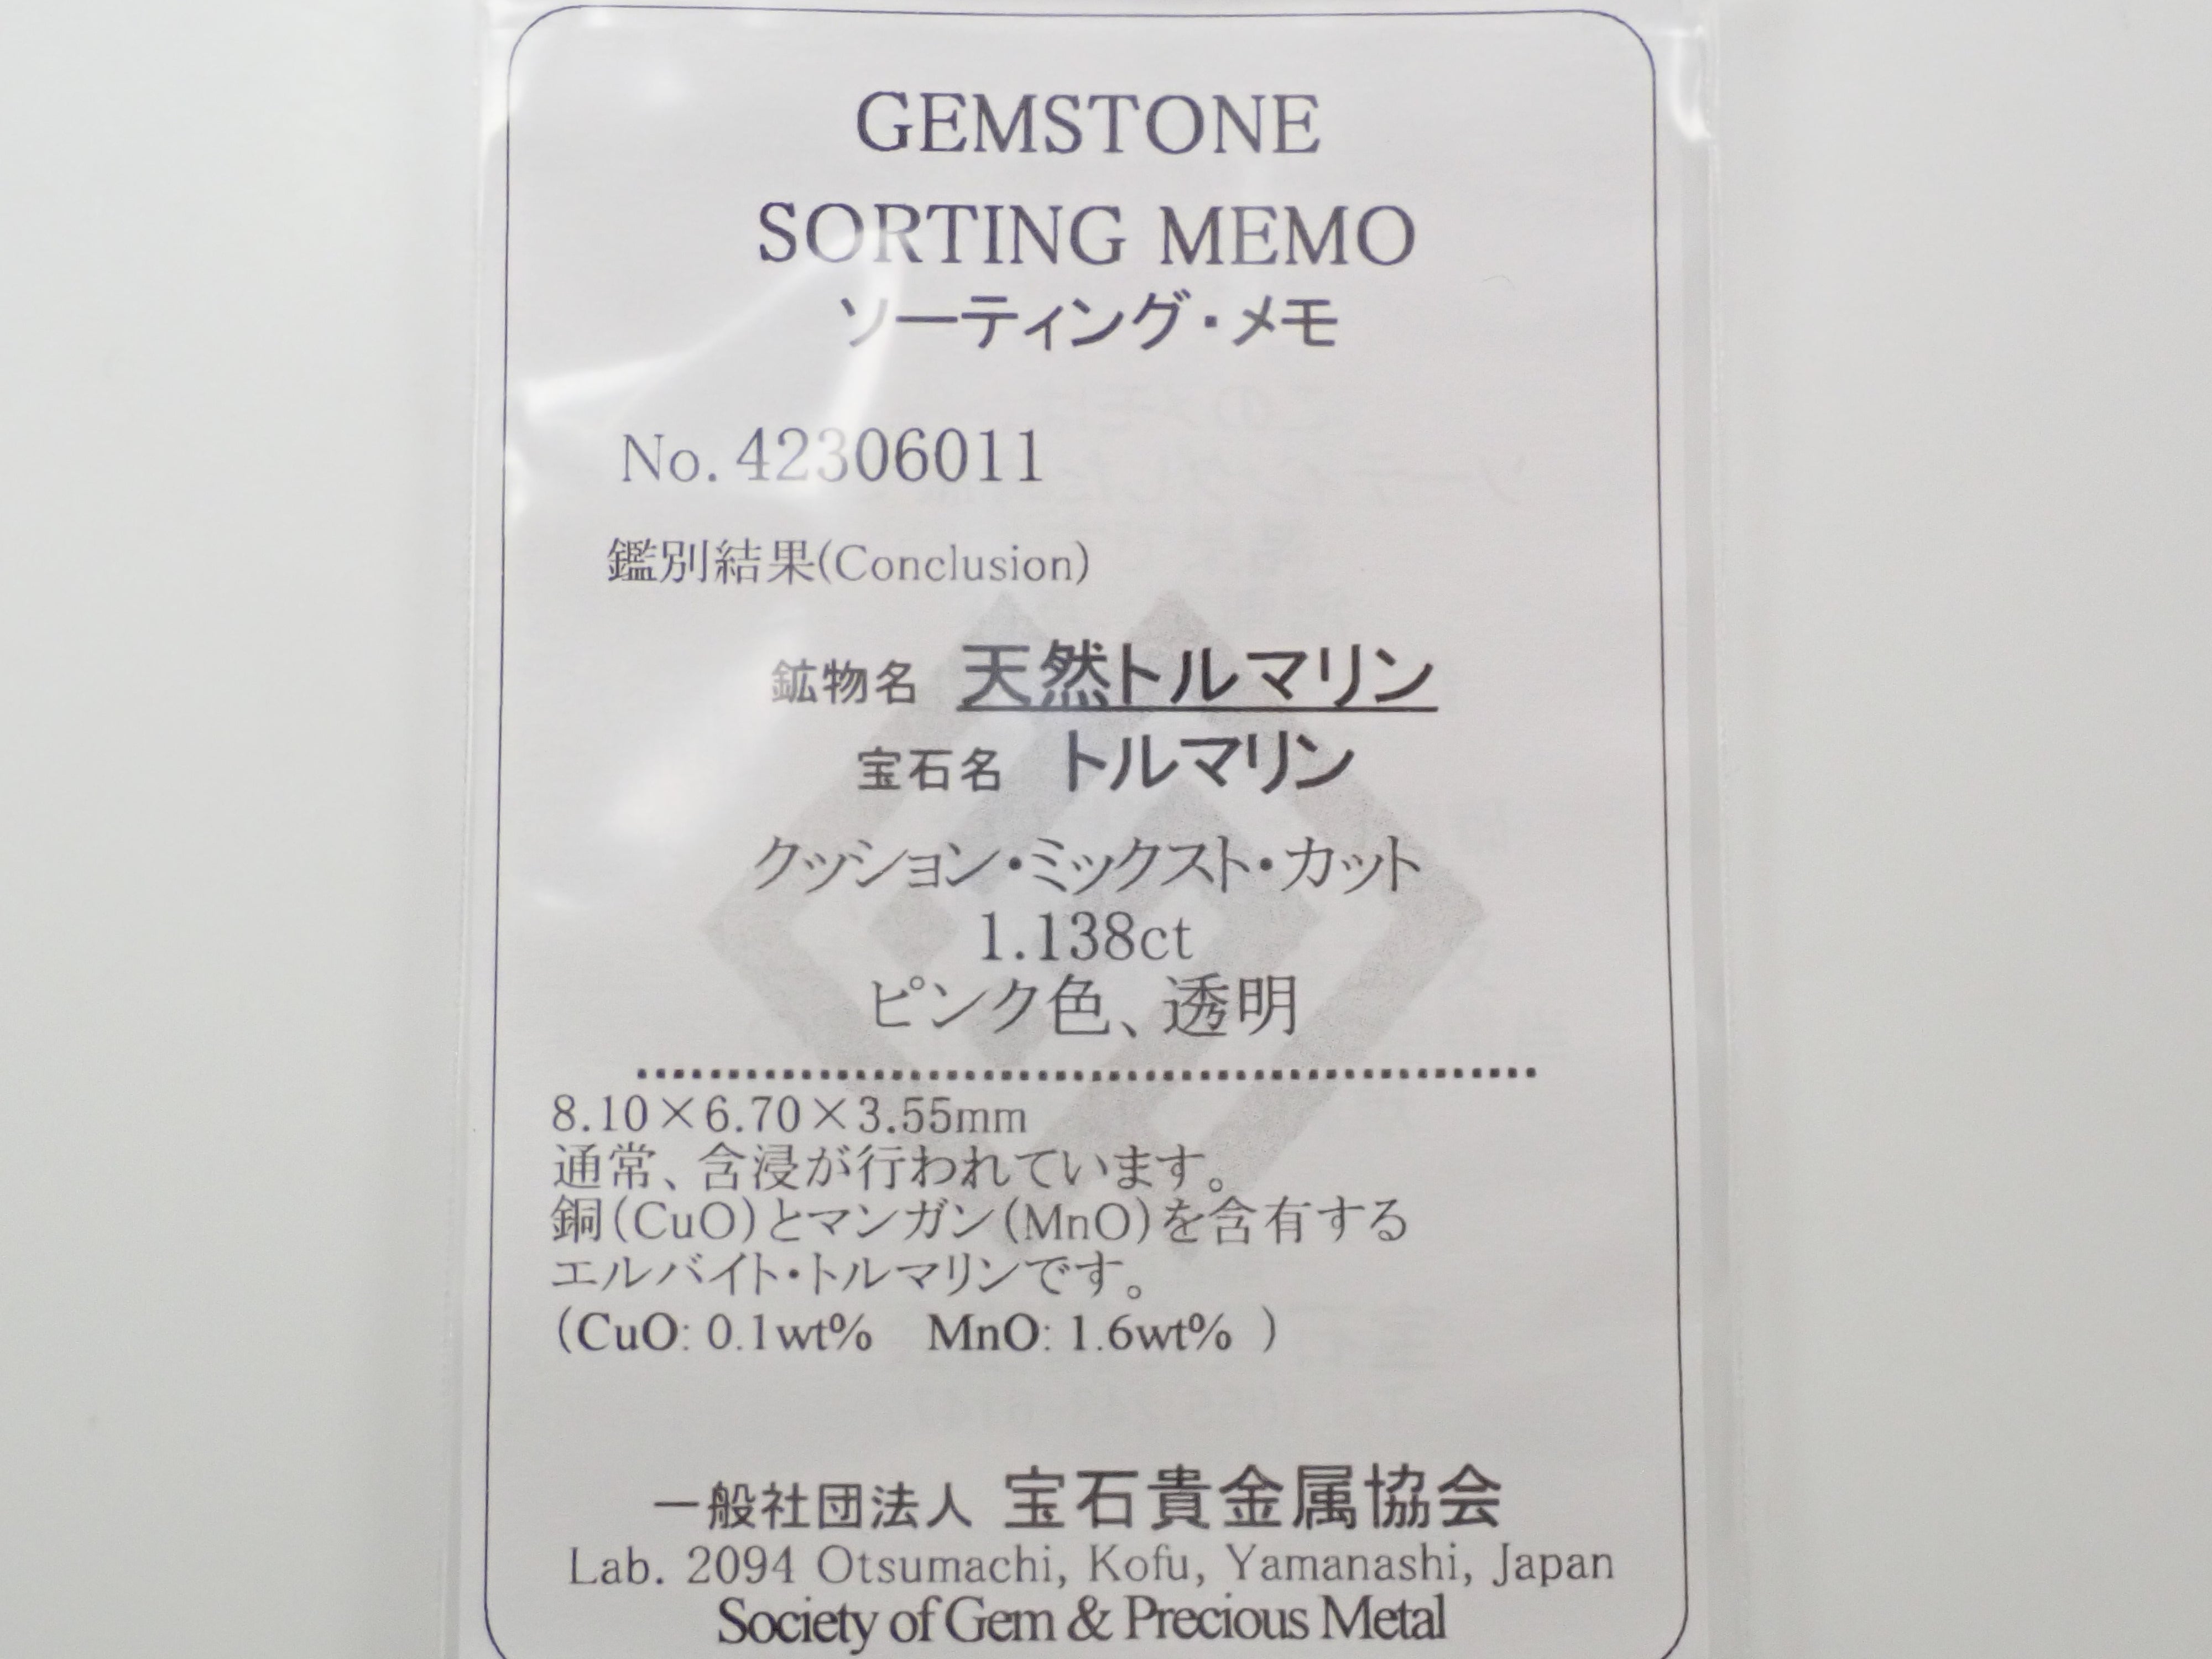 GEMSTONE
SORTING MEMO
ソーティング・メモ
No. 42306011
鑑別結果(Conclusion)
鉱物名 天然トルマリン
宝石名 トルマリン
クッション・ミックスト・カット
1.138ct
ピンク色、透明
8.10×6.70×3.55mm
通常、含浸が行われています。
銅(CuO)とマンガン(MnO)を含有する
エルバイト・トルマリンです。
(CuO: 0.1wt%　MnO: 1.6wt% )
一般社団法人 宝石貴金属協会
Lab. 2094 Otsumachi, Kofu, Yamanashi, Japan
Society of Gem & Precious Metal